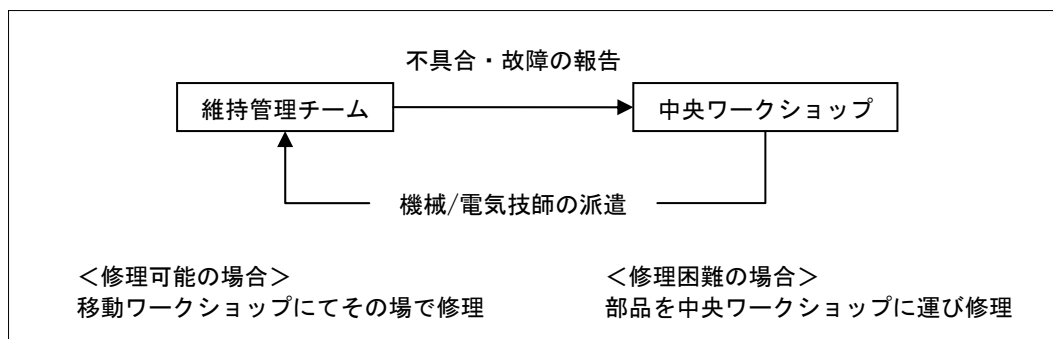 不具合・故障の報告
維持管理チーム
中央ワークショップ
機械/電気技師の派遣
＜修理可能の場合＞
移動ワークショップにてその場で修理
＜修理困難の場合＞
部品を中央ワークショップに運び修理